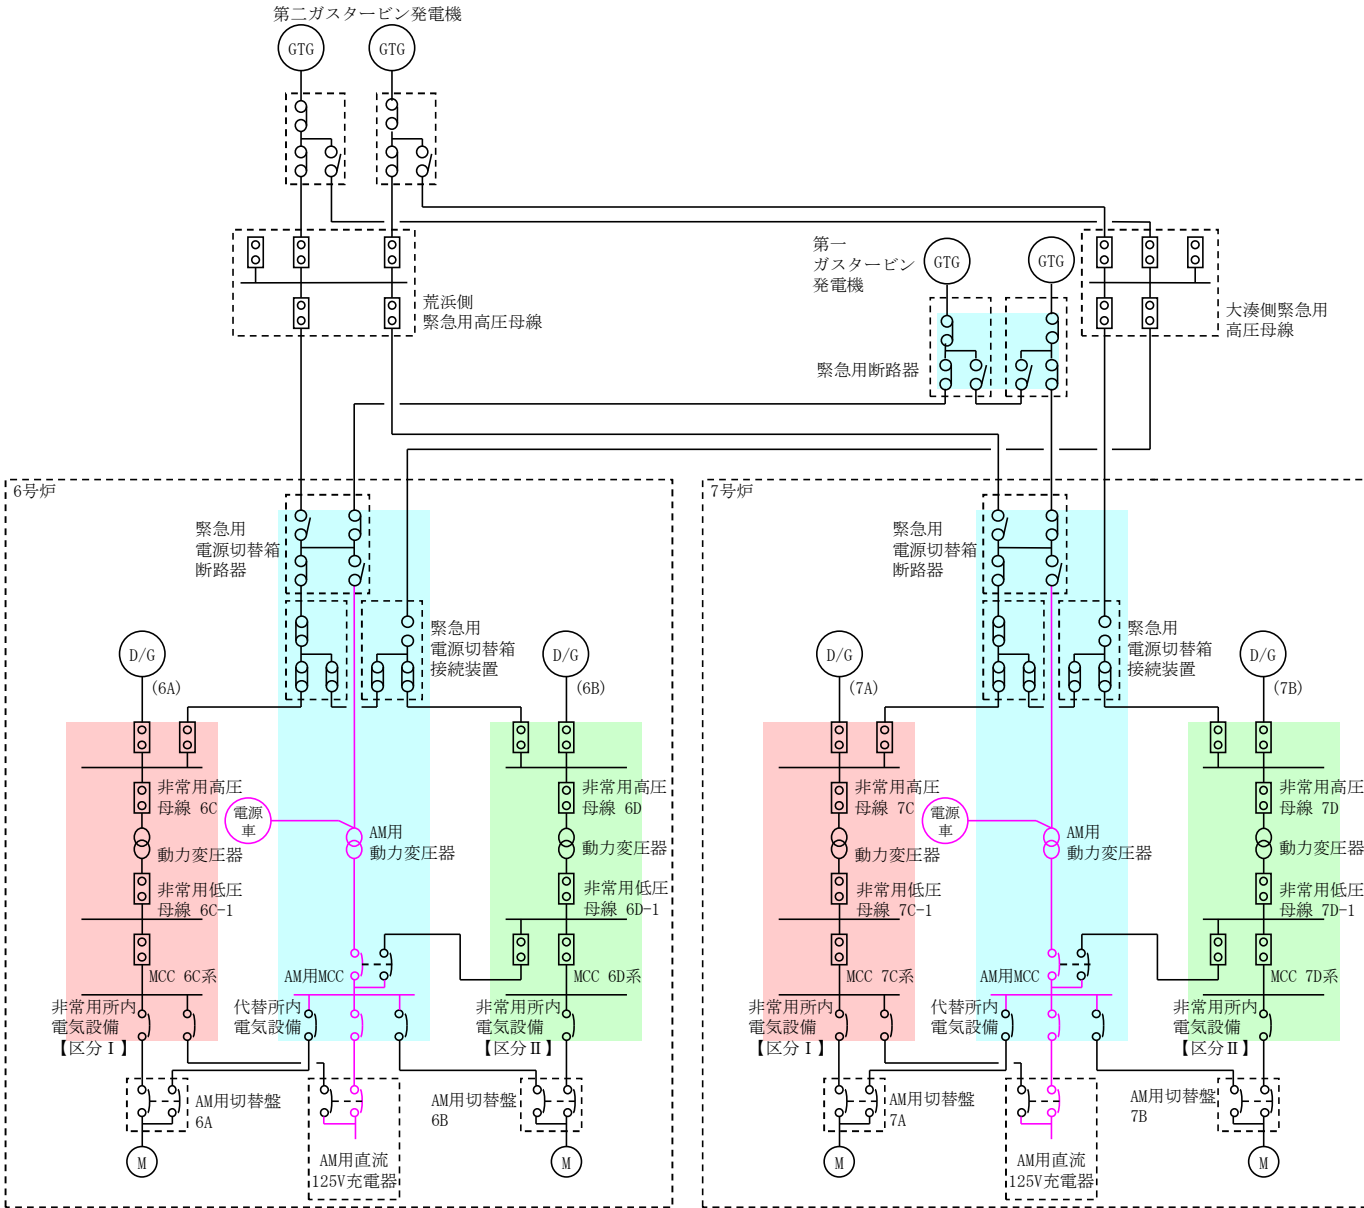 第二ガスタービン発電機
GTG
GTG
第一
ガスタービン
発電機
GTG
GTG
荒浜側
緊急用高圧母線
大湊側緊急用
高圧母線
緊急用断路器
6号炉
緊急用
電源切替箱
断路器
緊急用
電源切替箱
接続装置
D/G
(6A)
D/G
(6B)
非常用高圧
母線 6C
電源
車
AM用
動力変圧器
動力変圧器
非常用高圧
母線 6D
動力変圧器
非常用低圧
母線 6C-1
非常用低圧
母線 6D-1
MCC 6C系
AM用MCC
MCC 6D系
非常用所内
電気設備
【区分Ⅰ】
代替所内
電気設備
非常用所内
電気設備
【区分Ⅱ】
AM用切替盤
6A
AM用切替盤
6B
M
AM用直流
125V充電器
M
7号炉
緊急用
電源切替箱
断路器
緊急用
電源切替箱
接続装置
D/G
(7A)
D/G
(7B)
非常用高圧
母線 7C
電源
車
AM用
動力変圧器
動力変圧器
非常用高圧
母線 7D
動力変圧器
非常用低圧
母線 7C-1
非常用低圧
母線 7D-1
MCC 7C系
AM用MCC
MCC 7D系
非常用所内
電気設備
【区分Ⅰ】
代替所内
電気設備
非常用所内
電気設備
【区分Ⅱ】
AM用切替盤
7A
AM用切替盤
7B
M
AM用直流
125V充電器
M